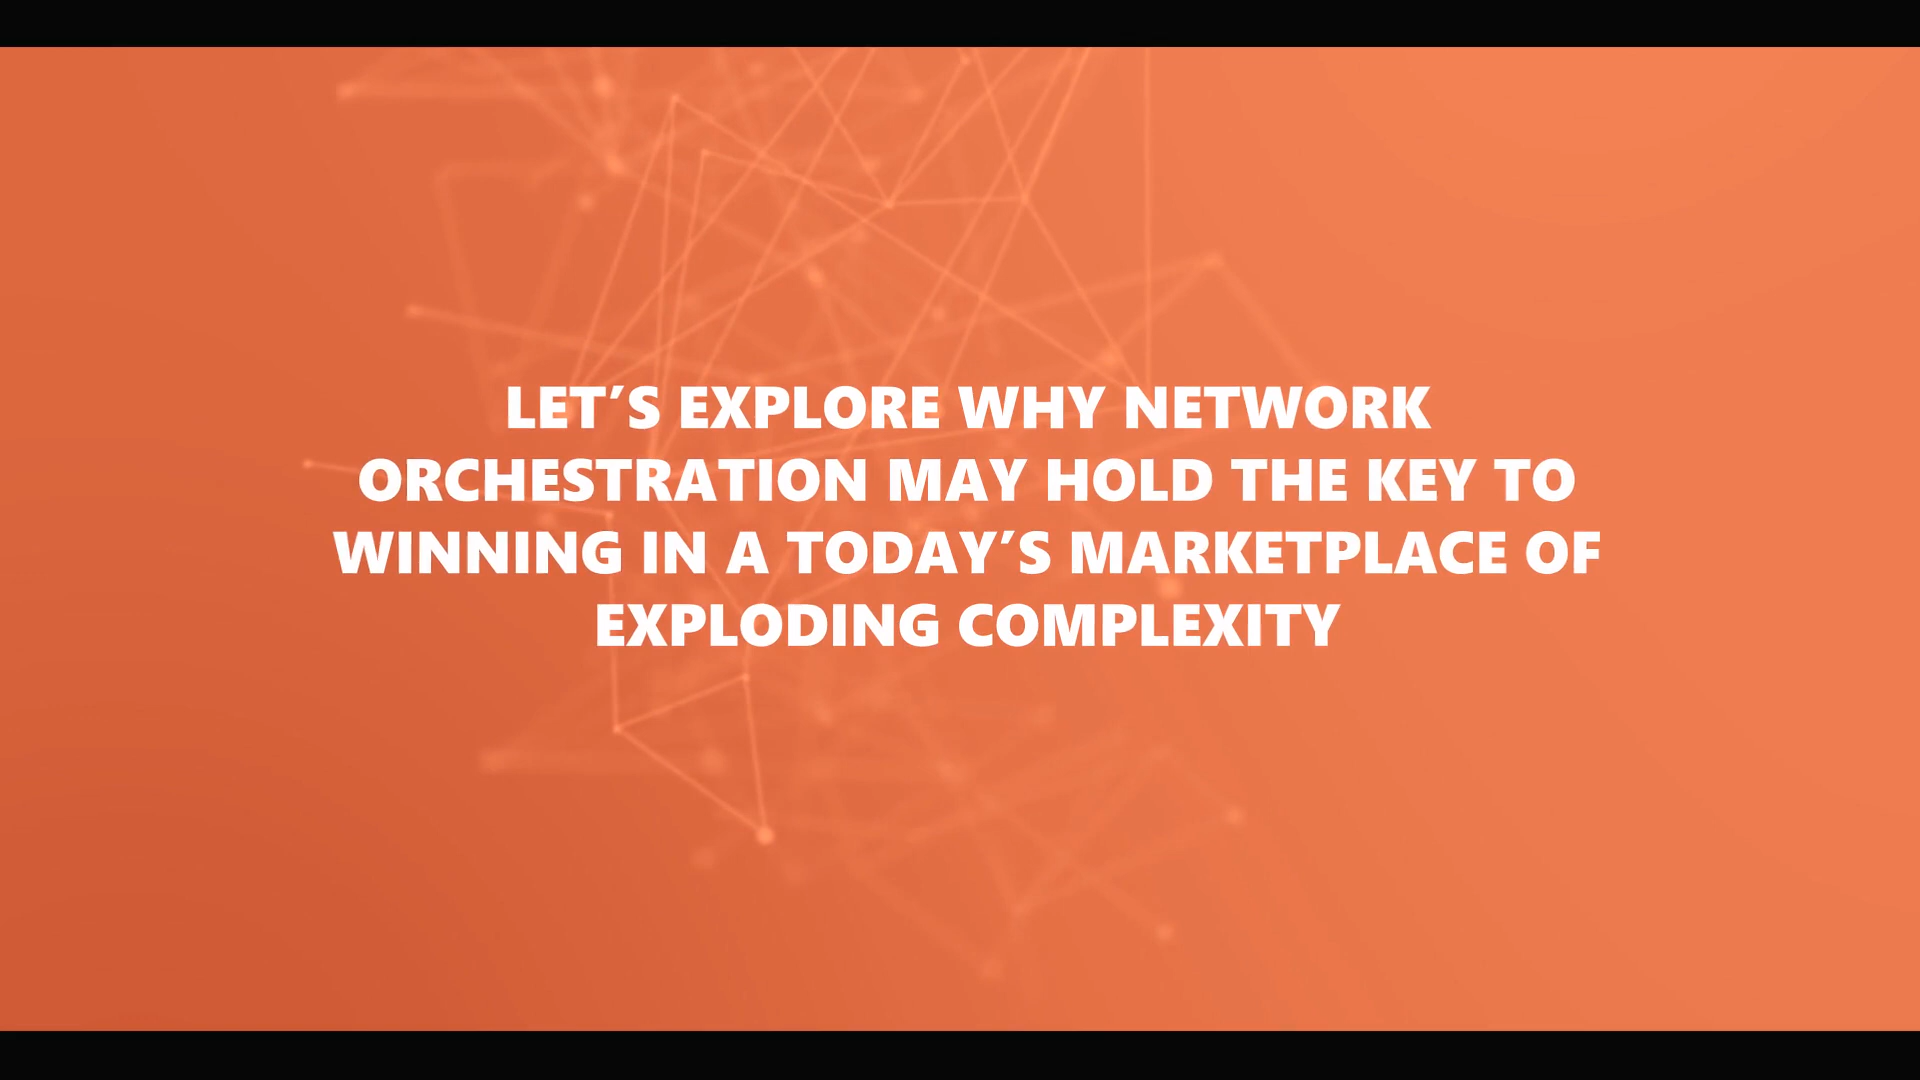 LET’S EXPLORE WHY NETWORK
ORCHESTRATION MAY HOLD THE KEY TO
WINNING IN A TODAY’S MARKETPLACE OF
EXPLODING COMPLEXITY